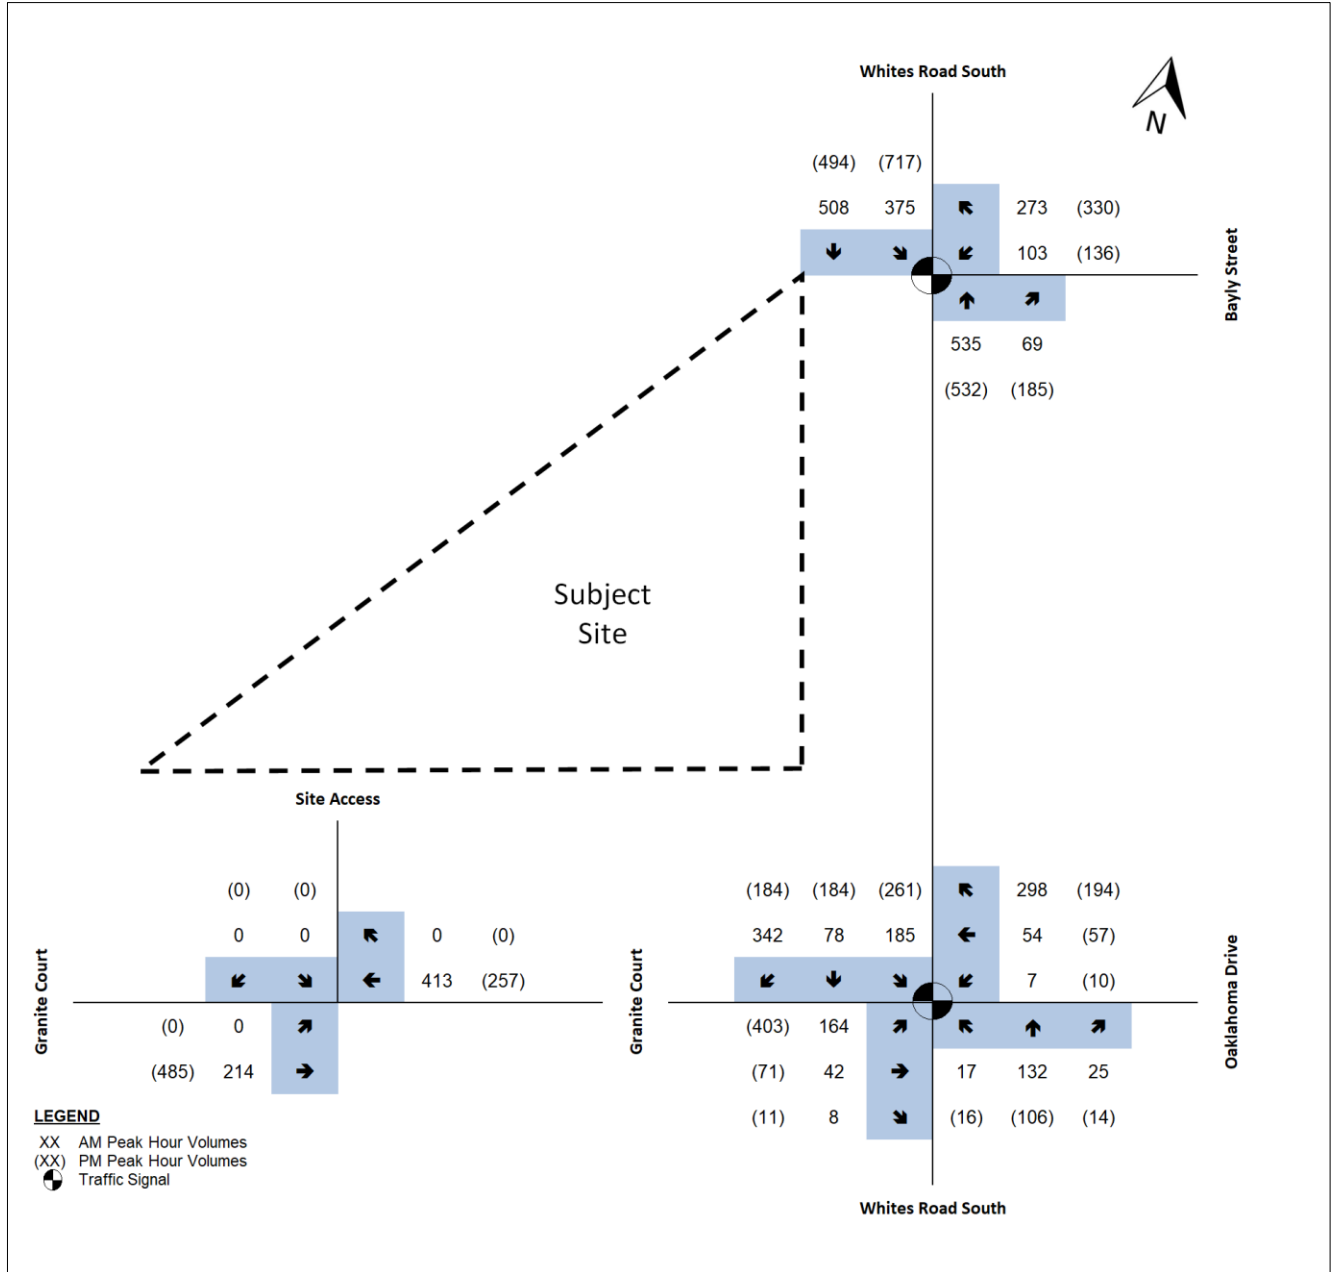 Whites Road South
N
(494) (717)
508 375 273 (330)
103 (136)
Bayly Street
535 69
(532) (185)
Subject
Site
Site Access
(0) (0)
0 0 0 (0)
413 (257)
Granite Court
(0) 0
(485) 214
(184) (184) (261) 298 (194)
342 78 185 54 (57)
7 (10)
Granite Court
Oaklahoma Drive
(403) 164
(71) 42 17 132 25
(11) 8 (16) (106) (14)
LEGEND
XX AM Peak Hour Volumes
(XX) PM Peak Hour Volumes
Traffic Signal
Whites Road South